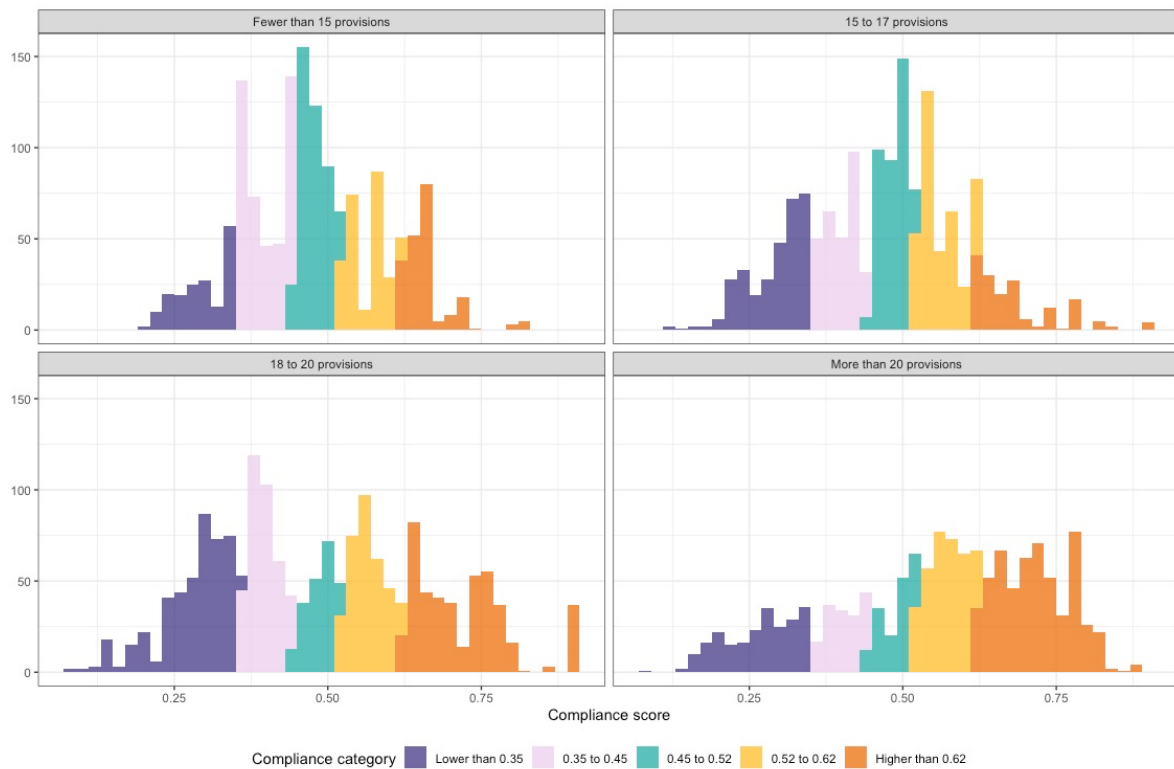 Fewer than 15 provisions
15 to 17 provisions
150
100
50
0
18 to 20 provisions
More than 20 provisions
150
100
50
0
0.25 0.50 0.75 0.25 0.50 0.75
Compliance score
Compliance category Lower than 0.35 0.35 to 0.45 0.45 to 0.52 0.52 to 0.62 Higher than 0.62